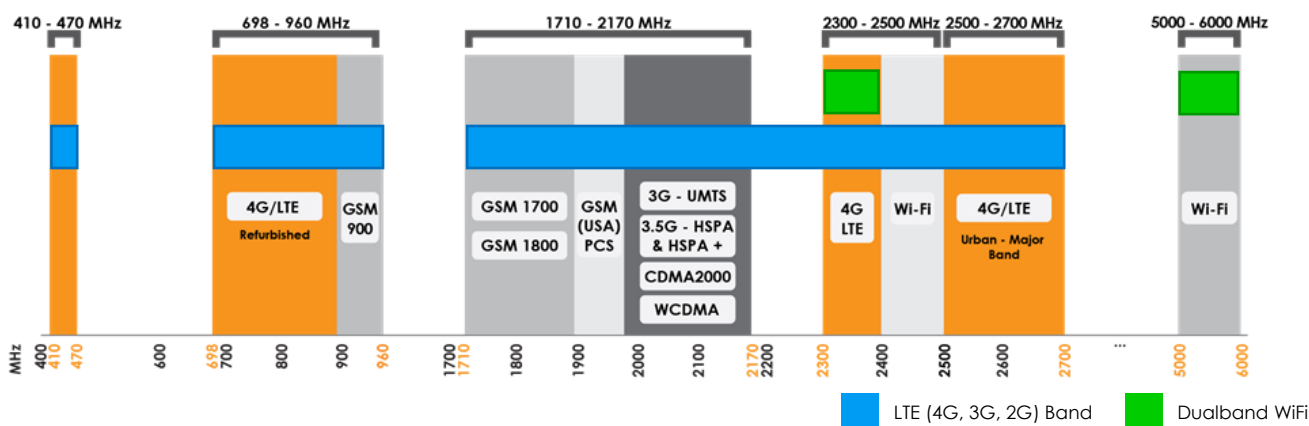 410 - 470 MHz
698 - 960 MHz
1710 - 2170 MHz
2300 - 2500 MHz
2500 - 2700 MHz
5000 - 6000 MHz
4G/LTE
Refurbished
GSM
900
GSM 1700
GSM 1800
GSM
(USA)
PCS
3G - UMTS
3.5G - HSPA
& HSPA +
CDMA2000
WCDMA
4G
LTE
Wi-Fi
4G/LTE
Urban - Major
Band
Wi-Fi
MHz
400
410
470
600
698
700
800
900
960
1700
1710
1800
1900
2000
2100
2170
2200
2300
2400
2500
2600
2700
...
5000
6000
LTE (4G, 3G, 2G) Band
Dualband WiFi